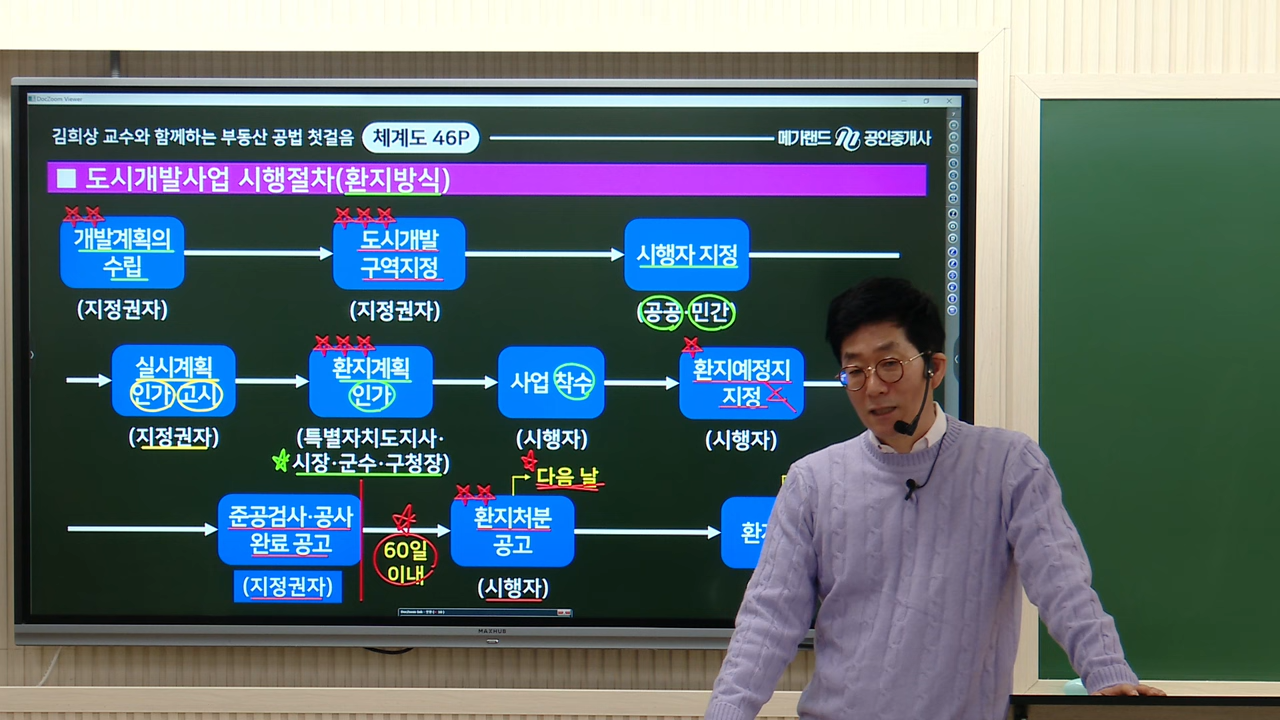 DocZoom Viewer
김희상 교수와 함께하는 부동산 공법 첫걸음 체계도 46P 메가랜드 공인중개사
■ 도시개발사업 시행절차(환지방식)
개발계획의
수립
(지정권자)
도시개발
구역지정
(지정권자)
시행자 지정
(공공·민간)
실시계획
인가·고시
(지정권자)
환지계획
인가
(특별자치도지사·
시장·군수·구청장)
사업 착수
(시행자)
환지예정지
지정
(시행자)
준공검사·공사
완료 공고
(지정권자)
60일
이내
다음 날
환지처분
공고
(시행자)
MAXHUB